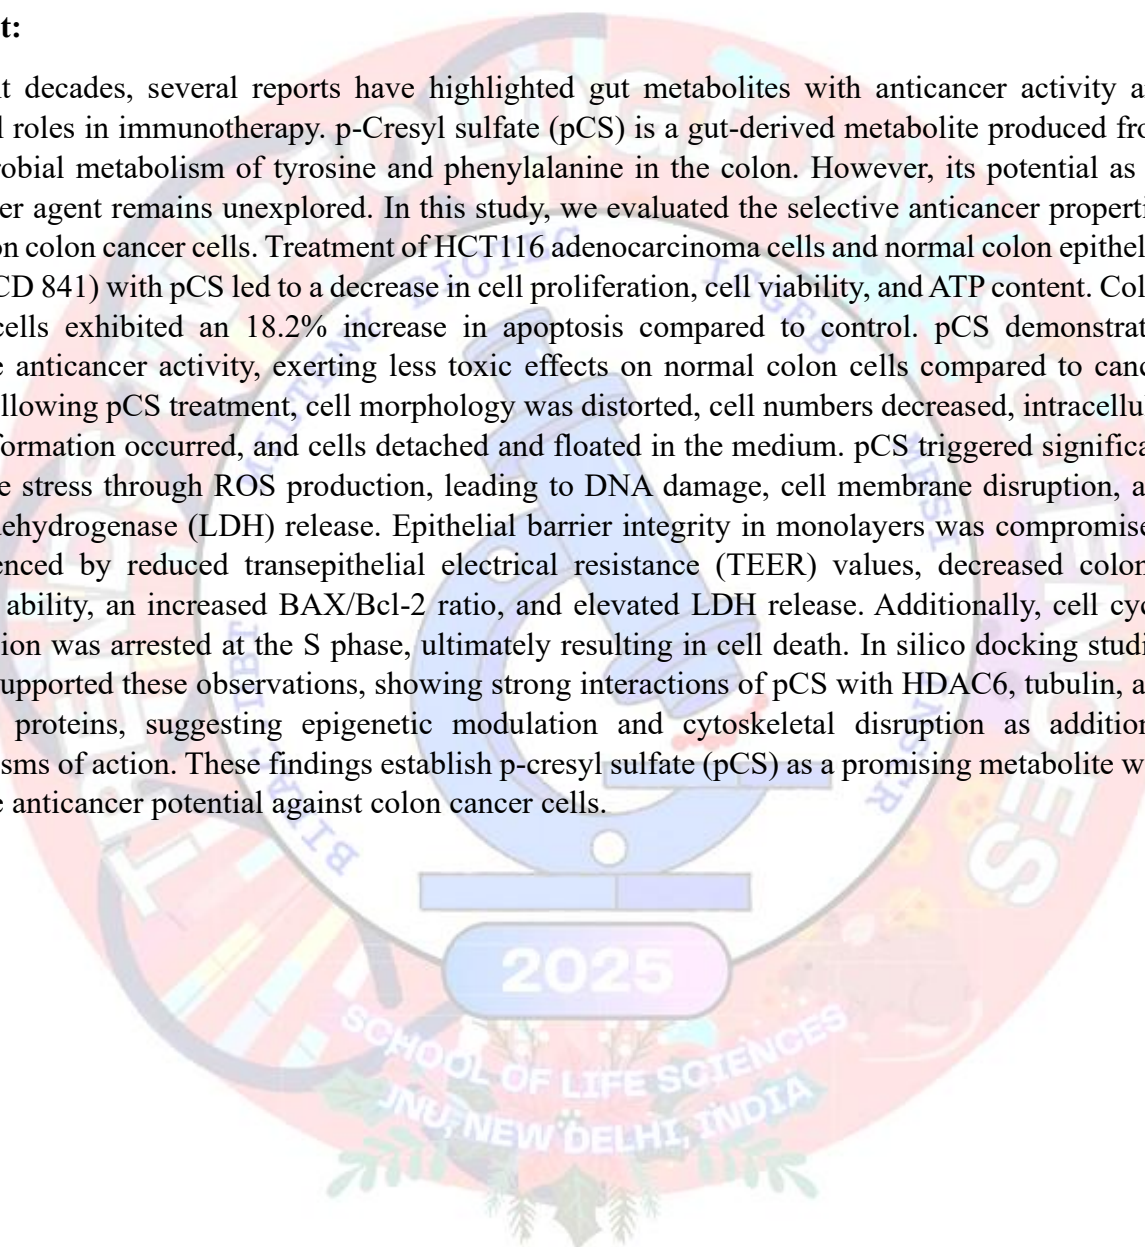 t:
t decades, several reports have highlighted gut metabolites with anticancer activity a
l roles in immunotherapy. p-Cresyl sulfate (pCS) is a gut-derived metabolite produced fro
robial metabolism of tyrosine and phenylalanine in the colon. However, its potential as
er agent remains unexplored. In this study, we evaluated the selective anticancer properti
on colon cancer cells. Treatment of HCT116 adenocarcinoma cells and normal colon epithel
CD 841) with pCS led to a decrease in cell proliferation, cell viability, and ATP content. Col
cells exhibited an 18.2% increase in apoptosis compared to control. pCS demonstrat
e anticancer activity, exerting less toxic effects on normal colon cells compared to canc
llowing pCS treatment, cell morphology was distorted, cell numbers decreased, intracellul
formation occurred, and cells detached and floated in the medium. pCS triggered significa
e stress through ROS production, leading to DNA damage, cell membrane disruption, a
dehydrogenase (LDH) release. Epithelial barrier integrity in monolayers was compromise
enced by reduced transepithelial electrical resistance (TEER) values, decreased colon
ability, an increased BAX/Bcl-2 ratio, and elevated LDH release. Additionally, cell cyc
ion was arrested at the S phase, ultimately resulting in cell death. In silico docking studi
upported these observations, showing strong interactions of pCS with HDAC6, tubulin, a
proteins, suggesting epigenetic modulation and cytoskeletal disruption as addition
sms of action. These findings establish p-cresyl sulfate (pCS) as a promising metabolite w
e anticancer potential against colon cancer cells.
TRENDS IN
BIOLOGICAL
SCIENCES
2025
SCHOOL OF LIFE SCIENCES
JNU, NEW DELHI, INDIA